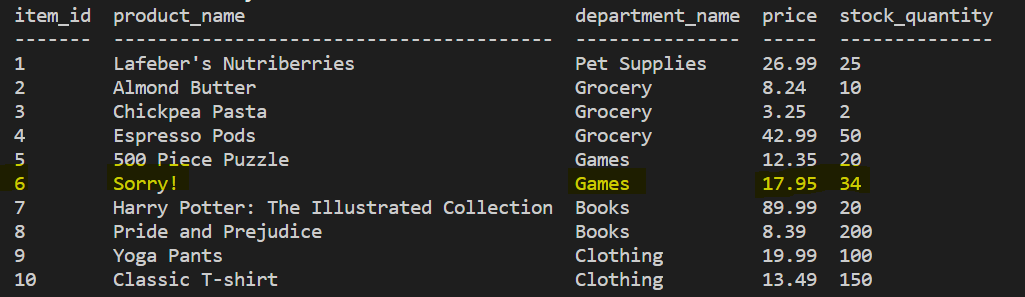 item_id  product_name                              department_name  price  stock_quantity
-------  ----------------------------------------  ---------------  -----  --------------
1        Lafeber's Nutriberries                    Pet Supplies     26.99  25
2        Almond Butter                             Grocery          8.24   10
3        Chickpea Pasta                            Grocery          3.25   2
4        Espresso Pods                             Grocery          42.99  50
5        500 Piece Puzzle                          Games            12.35  20
6        Sorry!                                    Games            17.95  34
7        Harry Potter: The Illustrated Collection  Books            89.99  20
8        Pride and Prejudice                       Books            8.39   200
9        Yoga Pants                                Clothing         19.99  100
10       Classic T-shirt                           Clothing         13.49  150